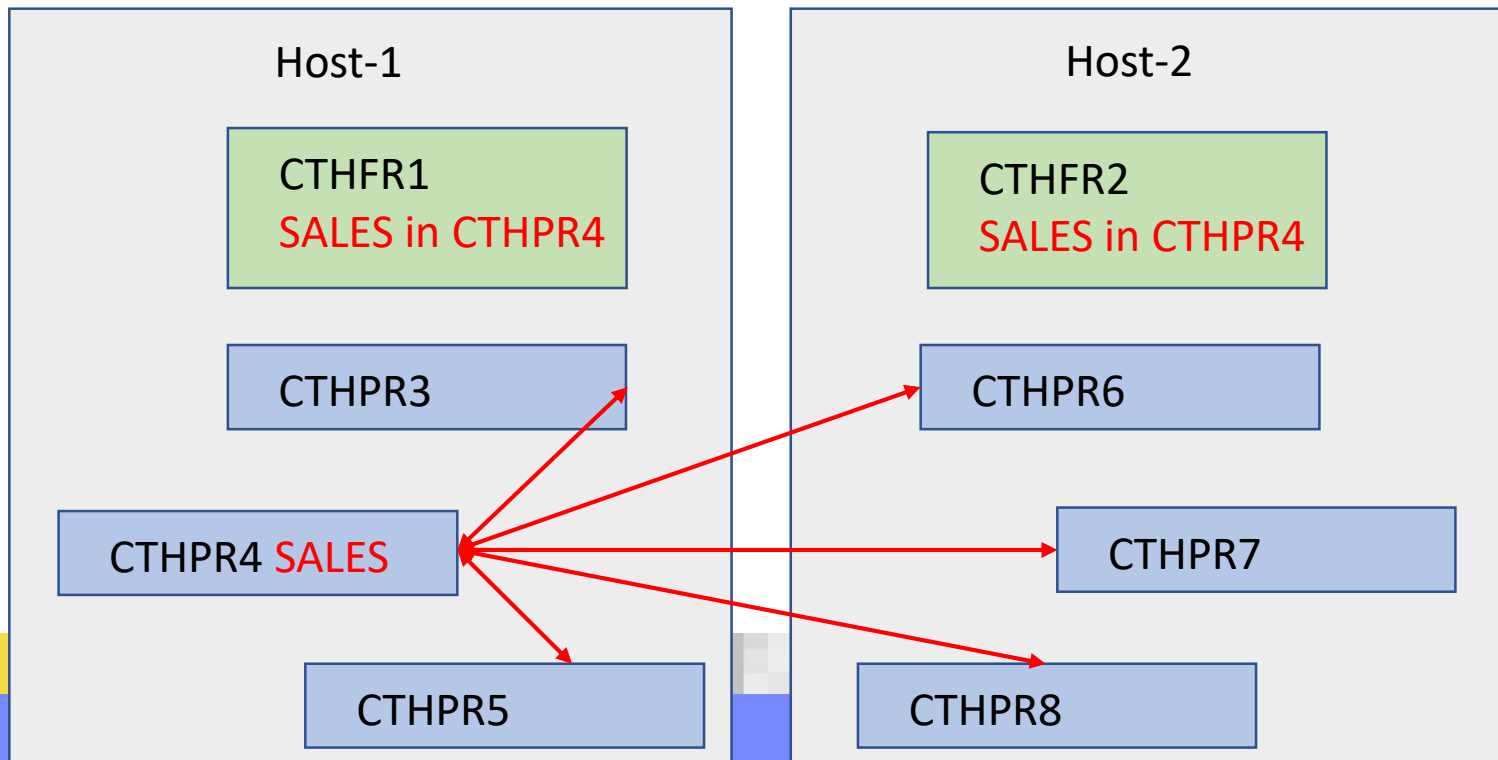 Host-1
CTHFR1
SALES in CTHPR4
CTHPR3
CTHPR4 SALES
CTHPR5
Host-2
CTHFR2
SALES in CTHPR4
CTHPR6
CTHPR7
CTHPR8